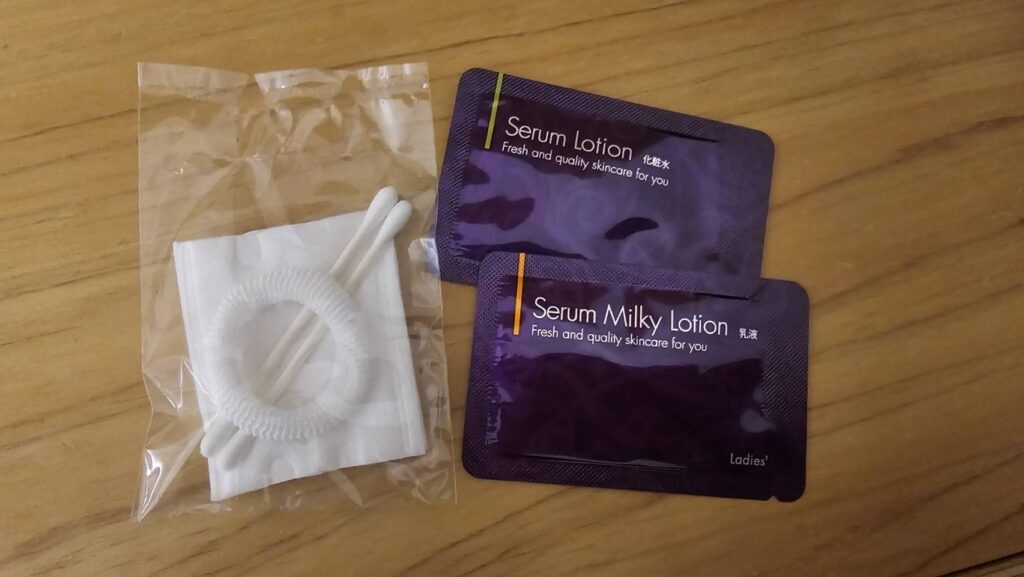 Serum Lotion 化粧水
Fresh and quality skincare for you
Serum Milky Lotion 乳液
Fresh and quality skincare for you
Ladies'